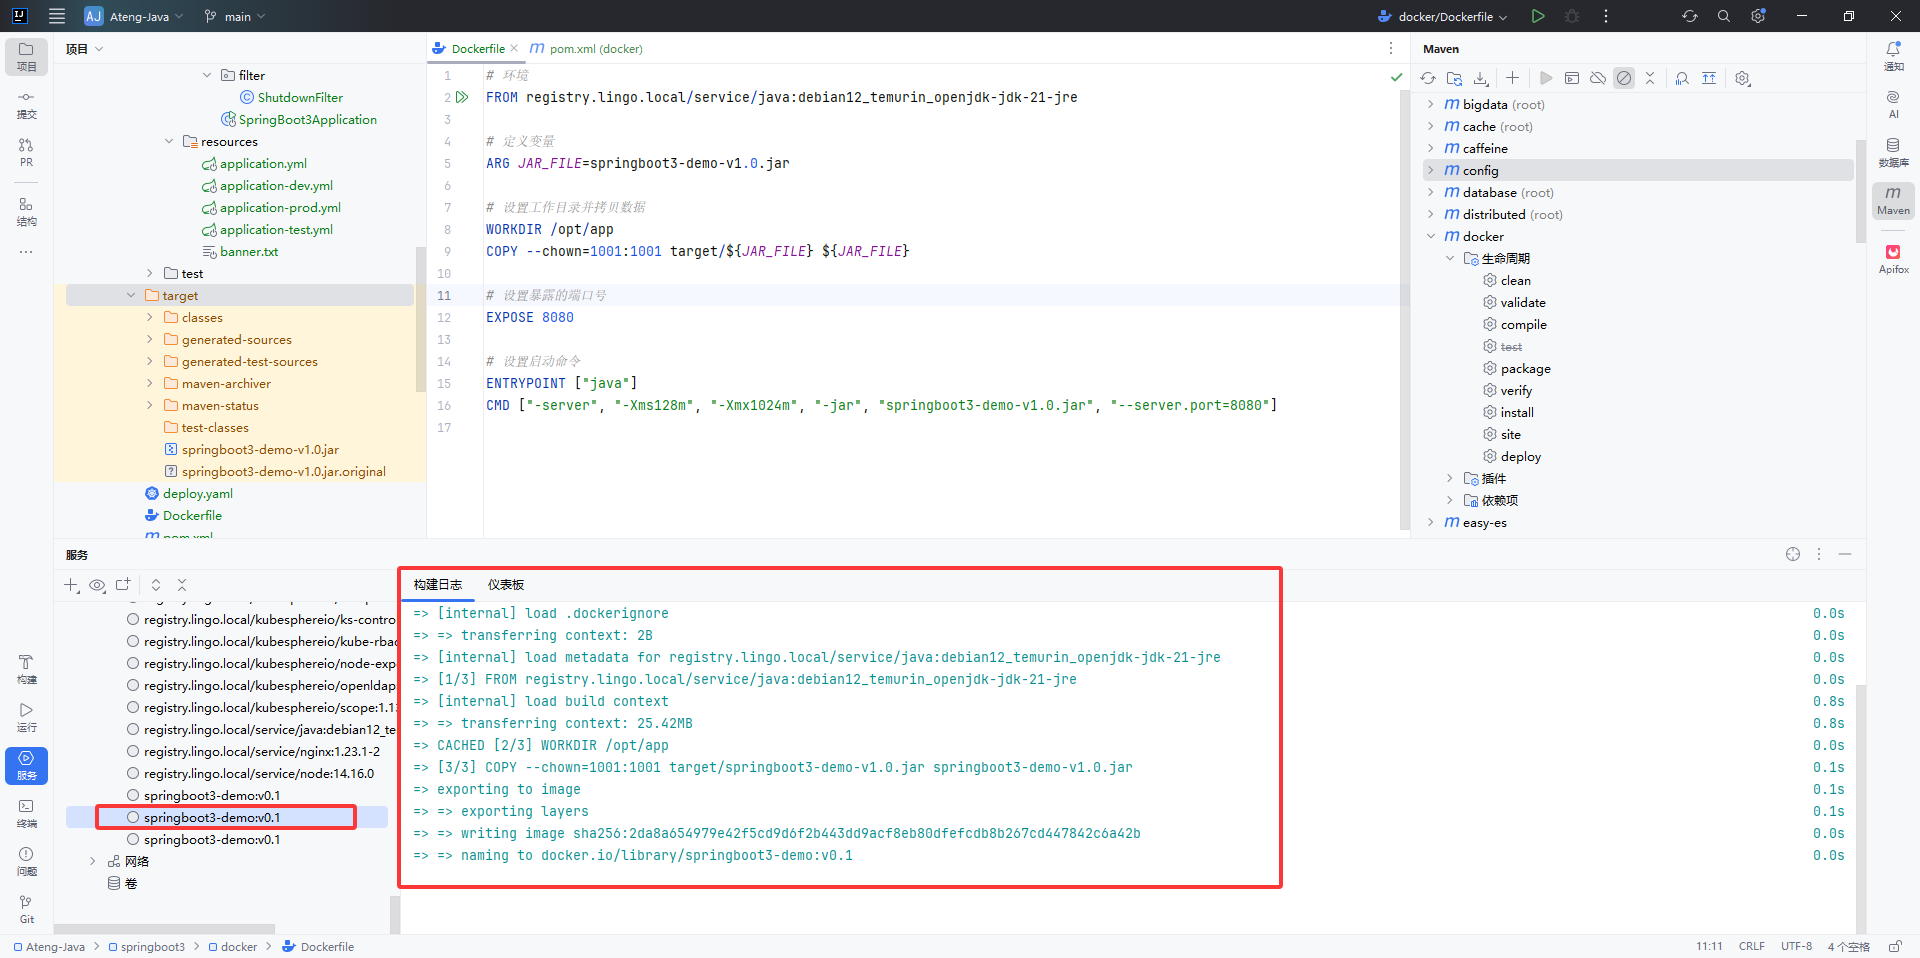 AJ Ateng-Java main docker/Dockerfile
项目
提交
PR
结构
构建
运行
服务
终端
问题
Git
项目
filter
ShutdownFilter
SpringBoot3Application
resources
application.yml
application-dev.yml
application-prod.yml
application-test.yml
banner.txt
test
target
classes
generated-sources
generated-test-sources
maven-archiver
maven-status
test-classes
springboot3-demo-v1.0.jar
springboot3-demo-v1.0.jar.original
deploy.yaml
Dockerfile
pom.xml
Dockerfile pom.xml (docker)
1 # 环境
2 FROM registry.lingo.local/service/java:debian12_temurin_openjdk-jdk-21-jre
3
4 # 定义变量
5 ARG JAR_FILE=springboot3-demo-v1.0.jar
6
7 # 设置工作目录并拷贝数据
8 WORKDIR /opt/app
9 COPY --chown=1001:1001 target/${JAR_FILE} ${JAR_FILE}
10
11 # 设置暴露的端口号
12 EXPOSE 8080
13
14 # 设置启动命令
15 ENTRYPOINT ["java"]
16 CMD ["-server", "-Xms128m", "-Xmx1024m", "-jar", "springboot3-demo-v1.0.jar", "--server.port=8080"]
17
Maven
bigdata (root)
cache (root)
caffeine
config
database (root)
distributed (root)
docker
生命周期
clean
validate
compile
test
package
verify
install
site
deploy
插件
依赖项
easy-es
通知
AI
数据库
Maven
Apifox
服务
registry.lingo.local/kubesphereio/ks-contro
registry.lingo.local/kubesphereio/kube-rbac
registry.lingo.local/kubesphereio/node-exp
registry.lingo.local/kubesphereio/openldap
registry.lingo.local/kubesphereio/scope:1.13
registry.lingo.local/service/java:debian12_te
registry.lingo.local/service/nginx:1.23.1-2
registry.lingo.local/service/node:14.16.0
springboot3-demo:v0.1
springboot3-demo:v0.1
springboot3-demo:v0.1
网络
卷
构建日志 仪表板
=> [internal] load .dockerignore 0.0s
=> => transferring context: 2B 0.0s
=> [internal] load metadata for registry.lingo.local/service/java:debian12_temurin_openjdk-jdk-21-jre 0.0s
=> [1/3] FROM registry.lingo.local/service/java:debian12_temurin_openjdk-jdk-21-jre 0.0s
=> [internal] load build context 0.8s
=> => transferring context: 25.42MB 0.8s
=> CACHED [2/3] WORKDIR /opt/app 0.0s
=> [3/3] COPY --chown=1001:1001 target/springboot3-demo-v1.0.jar springboot3-demo-v1.0.jar 0.1s
=> exporting to image 0.1s
=> => exporting layers 0.1s
=> => writing image sha256:2da8a654979e42f5cd9d6f2b443dd9acf8eb80dfefcdb8b267cd447842c6a42b 0.0s
=> => naming to docker.io/library/springboot3-demo:v0.1 0.0s
Ateng-Java > springboot3 > docker > Dockerfile
11:11 CRLF UTF-8 4 个空格